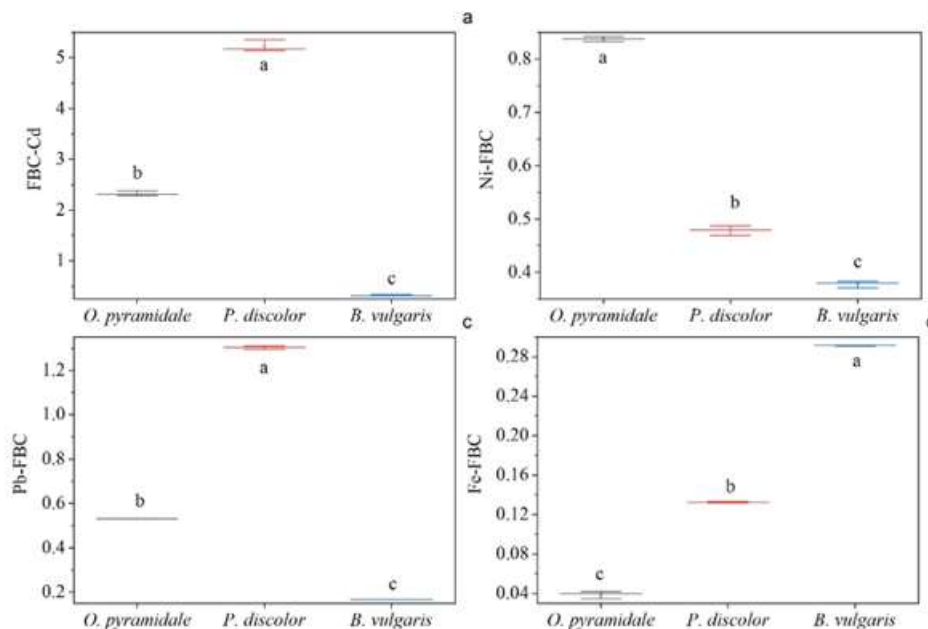 a
FBC-Cd
5
4
3
2
1
b
a
c
O. pyramidale P. discolor B. vulgaris
Ni-FBC
0.8
0.7
0.6
0.5
0.4
a
b
c
O. pyramidale P. discolor B. vulgaris
c
Pb-FBC
1.2
1.0
0.8
0.6
0.4
0.2
b
a
c
O. pyramidale P. discolor B. vulgaris
Fe-FBC
0.28
0.24
0.20
0.16
0.12
0.08
0.04
c
b
a
O. pyramidale P. discolor B. vulgaris